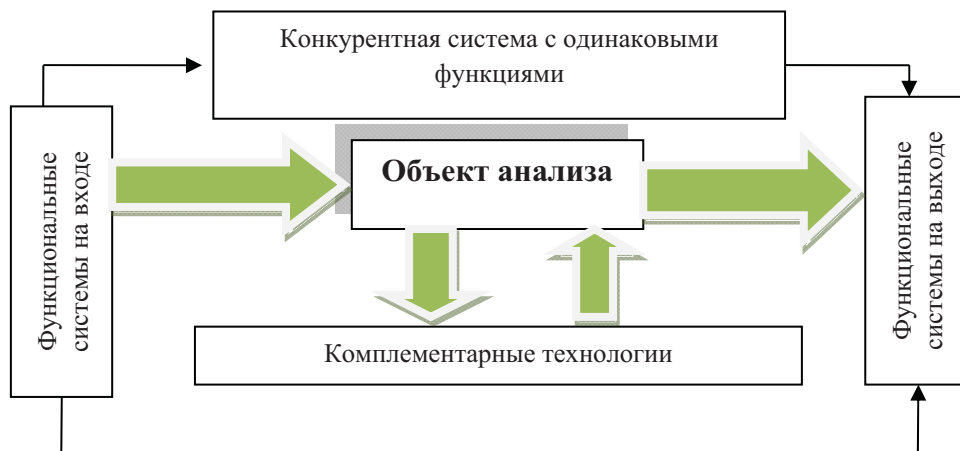 Конкурентная система с одинаковыми
функциями
Функциональные
системы на входе
Объект анализа
Функциональные
системы на выходе
Комплементарные технологии